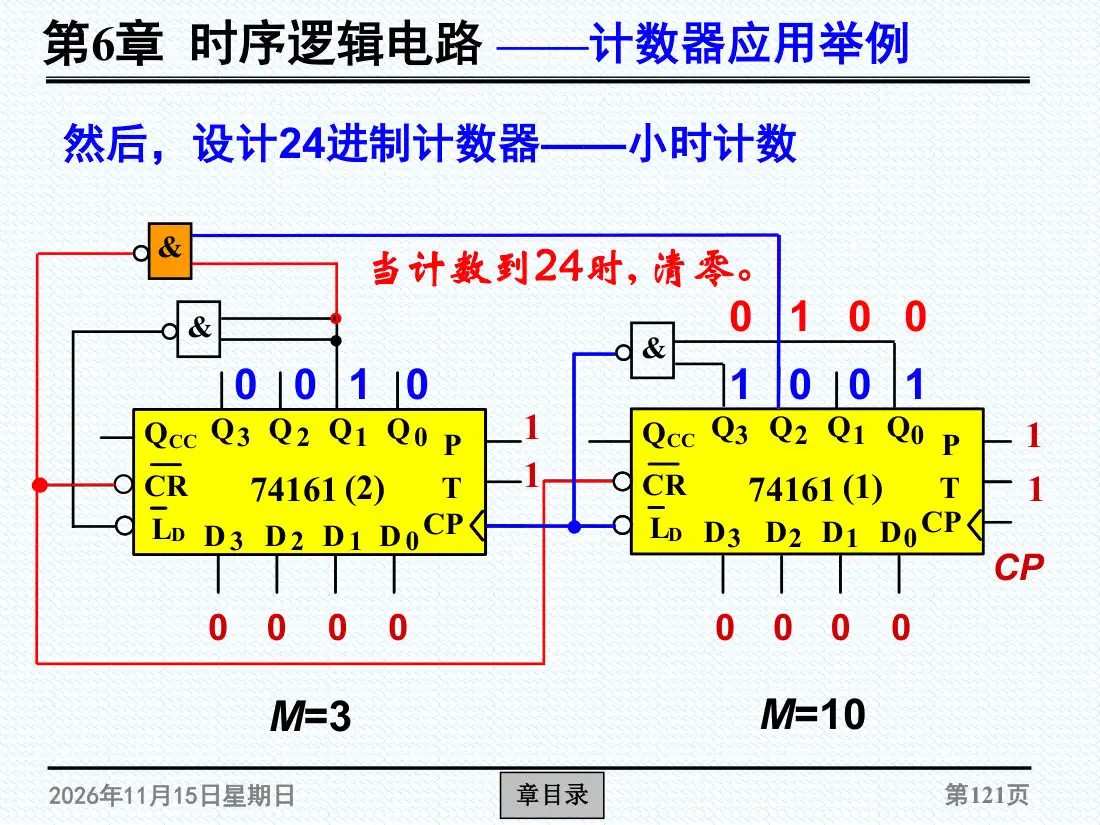 第6章 时序逻辑电路 ——计数器应用举例
然后，设计24进制计数器——小时计数
&
当计数到24时, 清零。
&
0 1 0 0
&
0 0 1 0
1 0 0 1
QCC Q3 Q2 Q1 Q0 P 1
CR 74161 (2) T 1
LD D3 D2 D1 D0 CP
QCC Q3 Q2 Q1 Q0 P 1
CR 74161 (1) T 1
LD D3 D2 D1 D0 CP
CP
0 0 0 0
0 0 0 0
M=3
M=10
2026年11月15日星期日
章目录
第121页